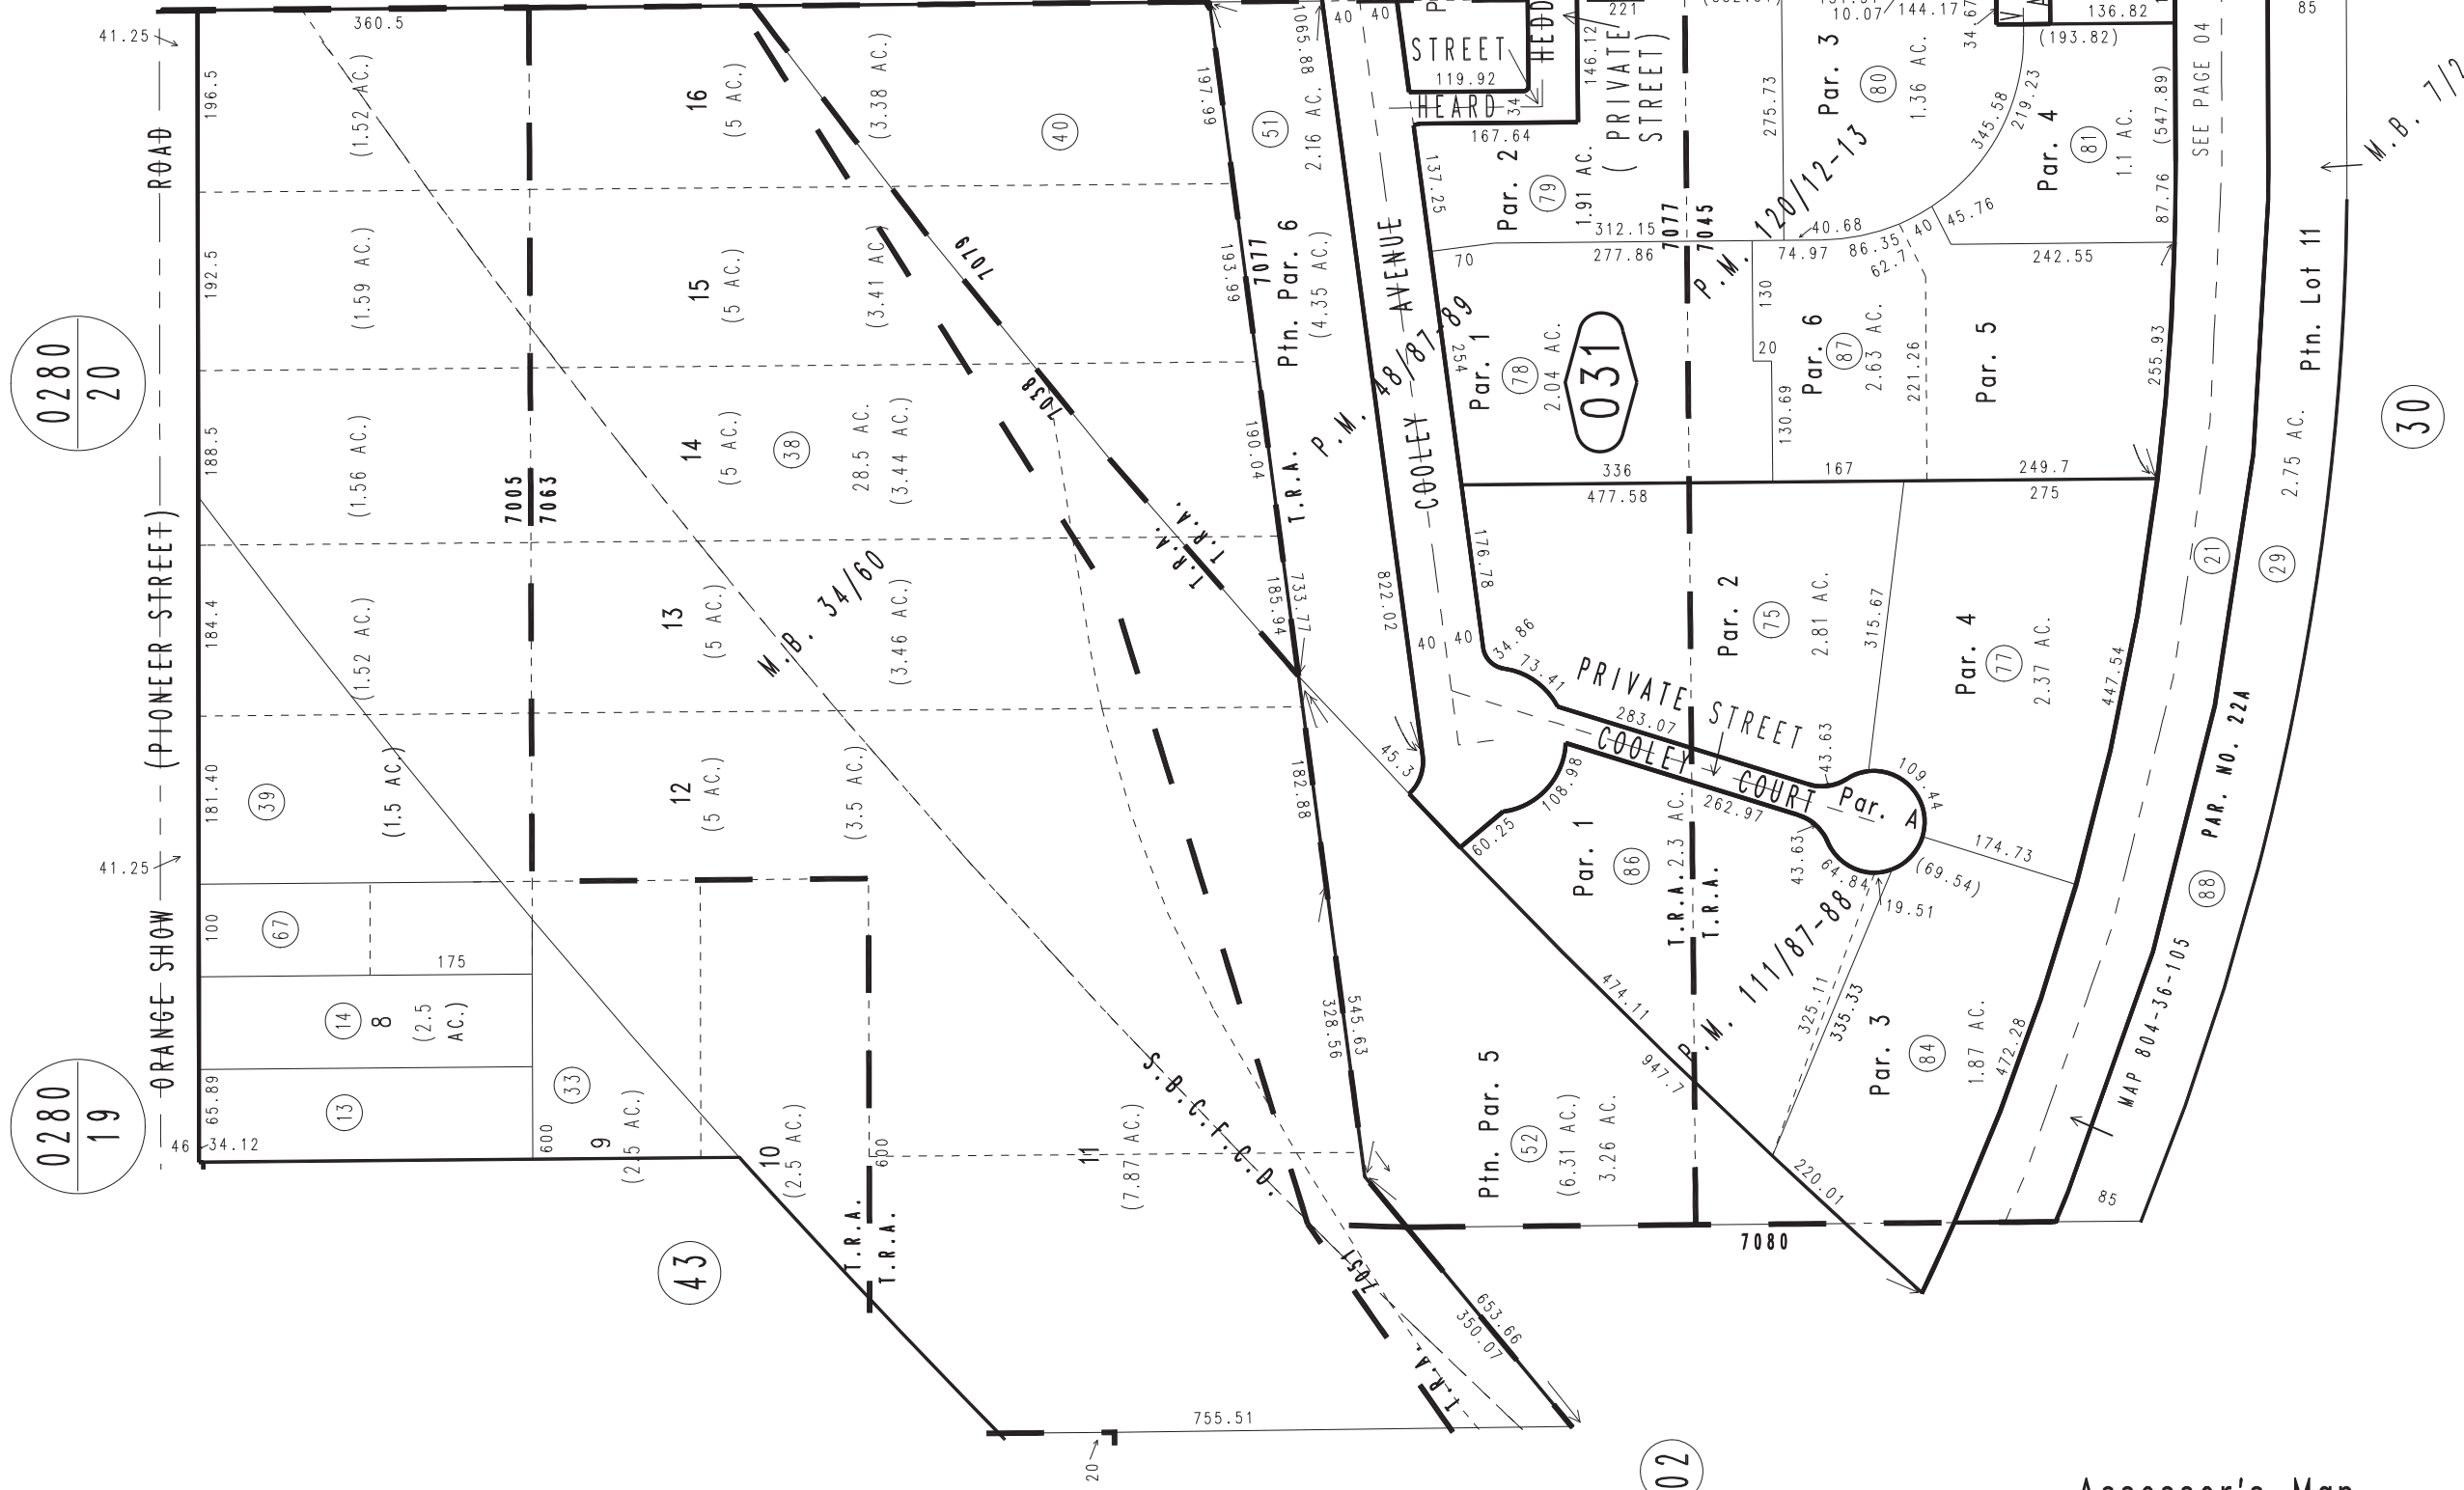 41.25
360.5
0280
20
0280
19
ORANGE SHOW (PIONEER STREET) ROAD
41.25
196.5
192.5
188.5
184.4
181.40
100
65.89
46
34.12
(1.52 AC.)
(1.59 AC.)
(1.56 AC.)
(1.52 AC.)
(1.5 AC.)
39
67
175
14
8
(2.5
AC.)
13
33
600
9
(2.5 AC.)
10
(2.5 AC.)
600
11
(7.87 AC.)
43
T.R.A.
T.R.A.
7005
7063
16
(5 AC.)
(3.38 AC.)
40
15
(5 AC.)
(3.41 AC.)
14
(5 AC.)
38
28.5 AC.
(3.44 AC.)
13
(5 AC.)
(3.46 AC.)
12
(5 AC.)
(3.5 AC.)
M.B. 34/60
7079
7038
T.R.A.
T.R.A.
S.B.C.F.C.D.
7051
T.R.A.
755.51
20
653.66
350.07
197.99
193.99
190.04
185.94
733.77
182.88
545.63
328.56
7077
T.R.A.
51
2.16 AC.
1065.88
Ptn. Par. 6
(4.35 AC.)
P.M. 48/87-89
822.02
45.3
40
40
40
40
COOLEY AVENUE
STREET
119.92
HEARD
34
HEDD
167.64
146.12
221
( PRIVATE
STREET)
137.25
Par. 2
79
1.91 AC.
312.15
277.86
70
7077
7045
275.73
P.M. 120/12-13
Par. 3
80
1.36 AC.
10.07
144.17
34.67
136.82
(193.82)
345.58
219.23
Par. 4
81
1.1 AC.
(547.89)
87.76
SEE PAGE 04
85
M.B. 7/2
40.68
74.97
86.35
62.7
40
45.76
242.55
254
Par. 1
78
2.04 AC.
031
130
20
130.69
Par. 6
87
2.63 AC.
221.26
Par. 5
255.93
Ptn. Lot 11
30
336
477.58
167
249.7
275
2.75 AC.
29
21
176.78
34.86
73.41
PRIVATE STREET
283.07
COOLEY COURT
Par. A
262.97
43.63
43.63
109.44
64.84
(69.54)
19.51
174.73
108.98
60.25
Par. 2
75
2.81 AC.
315.67
Par. 4
77
2.37 AC.
447.54
PAR. NO. 22A
88
MAP 804-36-105
Par. 1
86
2.3 AC.
T.R.A.
T.R.A.
P.M. 111/87-88
325.11
335.33
Par. 3
84
1.87 AC.
472.28
474.11
947.7
220.01
85
Ptn. Par. 5
52
(6.31 AC.)
3.26 AC.
7080
02
Assessor's Map